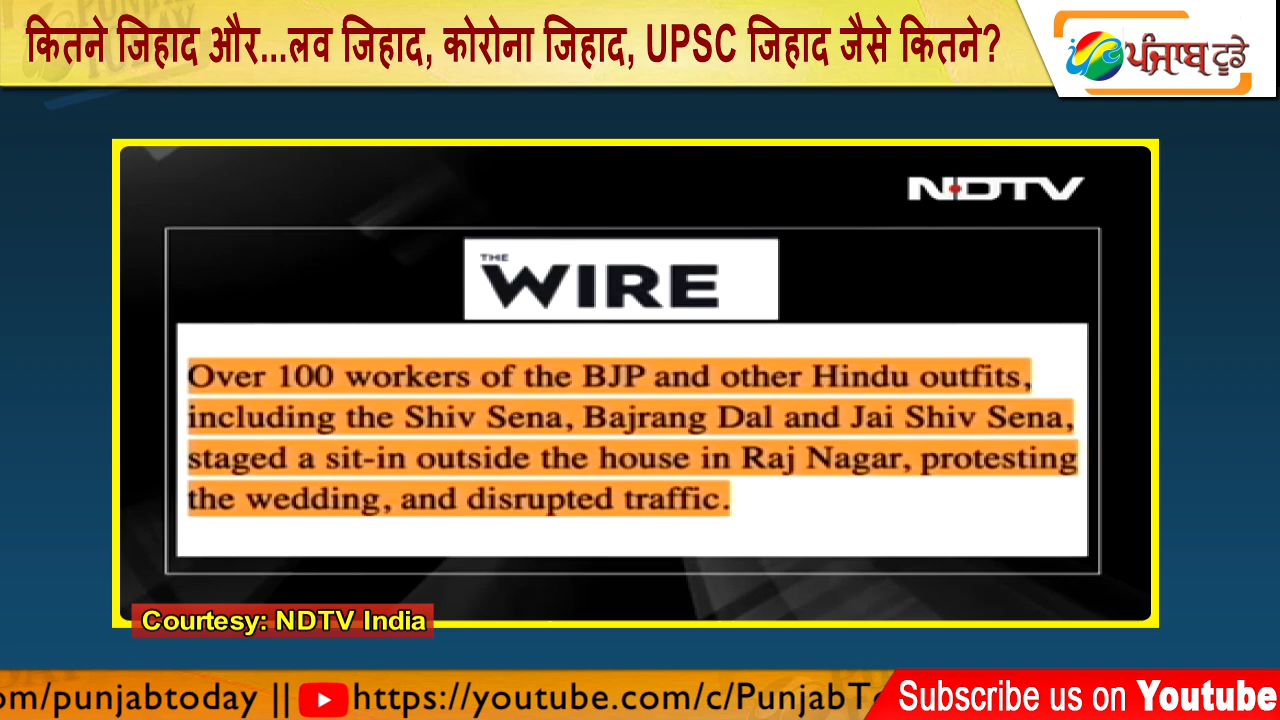 कितने जिहाद और...लव जिहाद, कोरोना जिहाद, UPSC जिहाद जैसे कितने?
ਪੰਜਾਬ ਟੂਡੇ
NDTV
THE
WIRE
Over 100 workers of the BJP and other Hindu outfits,
including the Shiv Sena, Bajrang Dal and Jai Shiv Sena,
staged a sit-in outside the house in Raj Nagar, protesting
the wedding, and disrupted traffic.
Courtesy: NDTV India
om/punjabtoday || https://youtube.com/c/PunjabTo
Subscribe us on Youtube